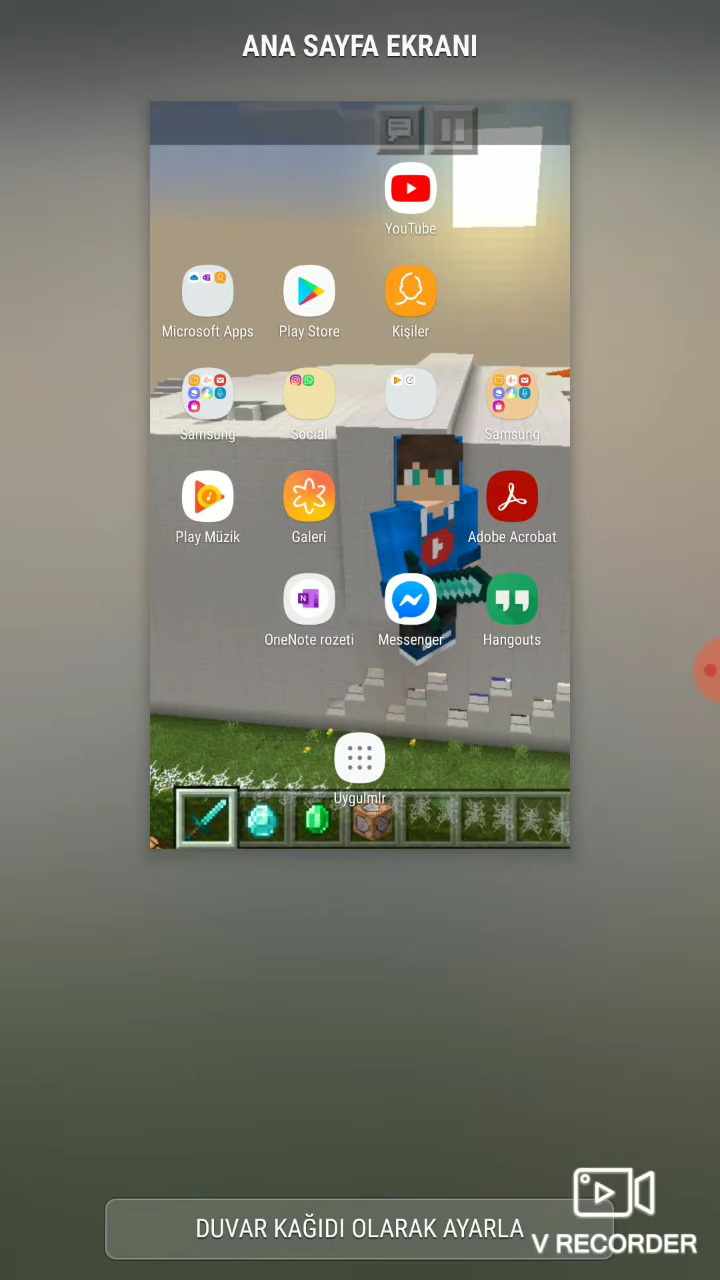 ANA SAYFA EKRANI
YouTube
Microsoft Apps
Play Store
Kişiler
Samsung
Social
Samsung
Play Müzik
Galeri
Adobe Acrobat
N
OneNote rozeti
Messenger
Hangouts
Uygulmlr
DUVAR KAĞIDI OLARAK AYARLA
V RECORDER